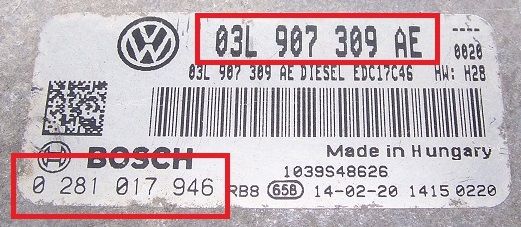 03L 907 309 AE ----
0020
03L 907 309 AE DIESEL EDC17C46 HW: H28
BOSCH Made in Hungary
1039S48626
0 281 017 946 RB8 658 14-02-20 1415 0220